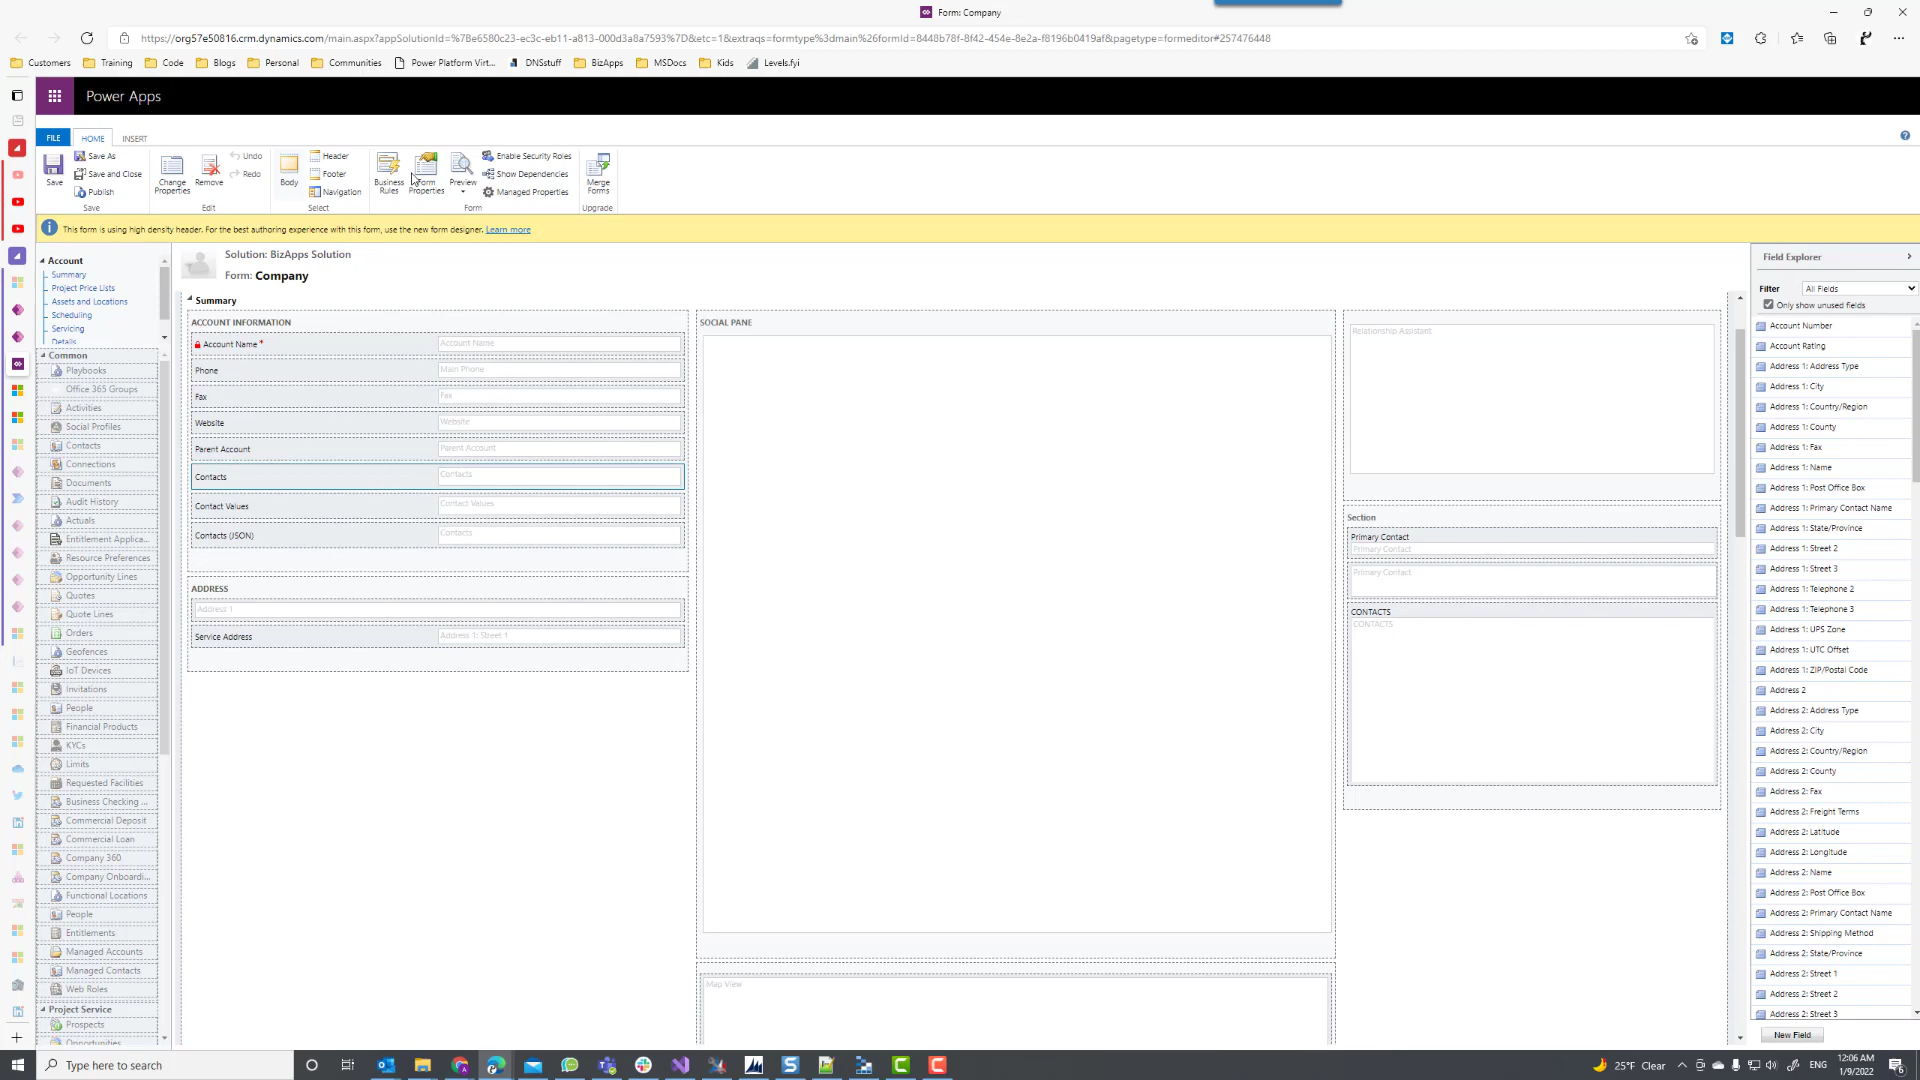 Form: Company
https://org57e50816.crm.dynamics.com/main.aspx?appSolutionId=%7Be6580c23-ec3c-eb11-a813-000d3a8a7593%7D&etc=1&extraqs=formtype%3dmain%26formId=8448b78f-8f42-454e-8e2a-f8196b0419af&pagetype=formeditor#257476448
Customers Training Code Blogs Personal Communities Power Platform Virt... DNSstuff BizApps MSDocs Kids Levels.fyi
Power Apps
FILE HOME INSERT
Save
Save As
Save and Close
Publish
Save
Change Properties
Remove
Undo
Redo
Edit
Body
Header
Footer
Navigation
Select
Business Rules
Form Properties
Preview
Enable Security Roles
Show Dependencies
Managed Properties
Form
Merge Forms
Upgrade
This form is using high density header. For the best authoring experience with this form, use the new form designer. Learn more
Account
Summary
Project Price Lists
Assets and Locations
Scheduling
Servicing
Details
Common
Playbooks
Office 365 Groups
Activities
Social Profiles
Contacts
Connections
Documents
Audit History
Actuals
Entitlement Applica...
Resource Preferences
Opportunity Lines
Quotes
Quote Lines
Orders
Geofences
IoT Devices
Invitations
People
Financial Products
KYCs
Limits
Requested Facilities
Business Checking ...
Commercial Deposit
Commercial Loan
Company 360
Company Onboardi...
Functional Locations
People
Entitlements
Managed Accounts
Managed Contacts
Web Roles
Project Service
Prospects
Opportunities
Solution: BizApps Solution
Form: Company
Summary
ACCOUNT INFORMATION
Account Name * Account Name
Phone Main Phone
Fax Fax
Website Website
Parent Account Parent Account
Contacts Contacts
Contact Values Contact Values
Contacts (JSON) Contacts
ADDRESS
Address 1
Service Address Address 1: Street 1
SOCIAL PANE
Map View
Relationship Assistant
Section
Primary Contact
Primary Contact
Primary Contact
CONTACTS
CONTACTS
Field Explorer
Filter All Fields
Only show unused fields
Account Number
Account Rating
Address 1: Address Type
Address 1: City
Address 1: Country/Region
Address 1: County
Address 1: Fax
Address 1: Name
Address 1: Post Office Box
Address 1: Primary Contact Name
Address 1: State/Province
Address 1: Street 2
Address 1: Street 3
Address 1: Telephone 2
Address 1: Telephone 3
Address 1: UPS Zone
Address 1: UTC Offset
Address 1: ZIP/Postal Code
Address 2
Address 2: Address Type
Address 2: City
Address 2: Country/Region
Address 2: County
Address 2: Fax
Address 2: Freight Terms
Address 2: Latitude
Address 2: Longitude
Address 2: Name
Address 2: Post Office Box
Address 2: Primary Contact Name
Address 2: Shipping Method
Address 2: State/Province
Address 2: Street 1
Address 2: Street 2
Address 2: Street 3
New Field
Type here to search
25°F Clear
ENG
12:06 AM
1/9/2022